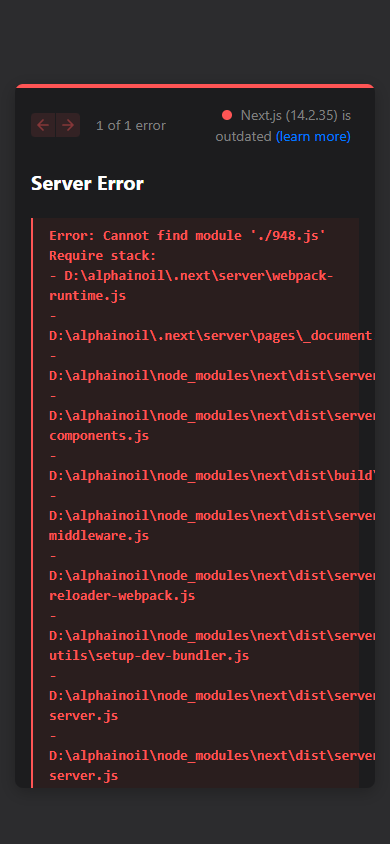 1 of 1 error
Next.js (14.2.35) is
outdated (learn more)
Server Error
Error: Cannot find module './948.js'
Require stack:
- D:\alphainoil\.next\server\webpack-
runtime.js
-
D:\alphainoil\.next\server\pages\_document
-
D:\alphainoil\node_modules\next\dist\server
-
D:\alphainoil\node_modules\next\dist\server
components.js
-
D:\alphainoil\node_modules\next\dist\build\
-
D:\alphainoil\node_modules\next\dist\server
middleware.js
-
D:\alphainoil\node_modules\next\dist\server
reloader-webpack.js
-
D:\alphainoil\node_modules\next\dist\server
utils\setup-dev-bundler.js
-
D:\alphainoil\node_modules\next\dist\server
server.js
-
D:\alphainoil\node_modules\next\dist\server
server.js